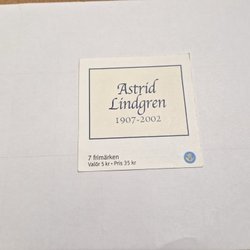 Astrid
Lindgren
1907-2002
7 frimärken
Valör 5 kr • Pris 35 kr